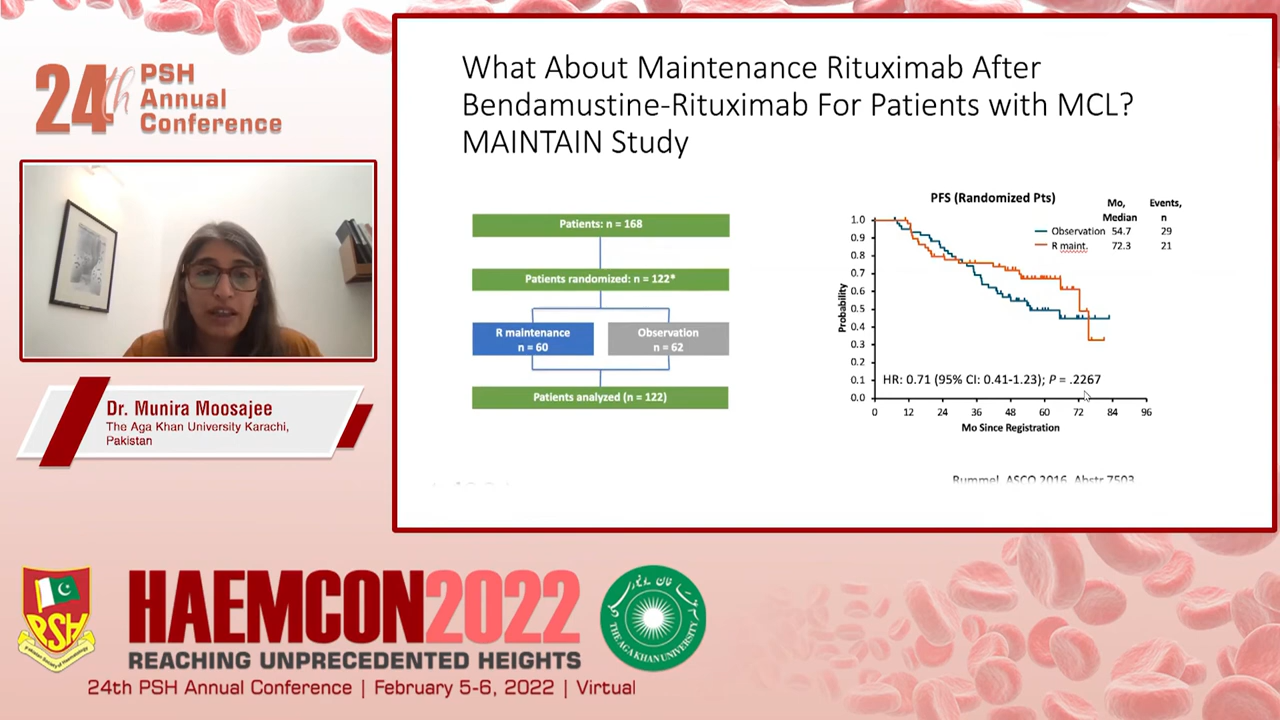 24th PSH
Annual
Conference
Dr. Munira Moosajee
The Aga Khan University Karachi,
Pakistan
What About Maintenance Rituximab After
Bendamustine-Rituximab For Patients with MCL?
MAINTAIN Study
Patients: n = 168
Patients randomized: n = 122*
R maintenance
n = 60
Observation
n = 62
Patients analyzed (n = 122)
PFS (Randomized Pts)
Mo,
Median
Events,
n
Observation 54.7 29
R maint. 72.3 21
Probability
1.0
0.9
0.8
0.7
0.6
0.5
0.4
0.3
0.2
0.1
0.0
HR: 0.71 (95% CI: 0.41-1.23); P = .2267
0 12 24 36 48 60 72 84 96
Mo Since Registration
Rummel, ASCO 2016, Abstr 7503
PSH
HAEMCON2022
REACHING UNPRECEDENTED HEIGHTS
24th PSH Annual Conference | February 5-6, 2022 | Virtual
THE AGA KHAN UNIVERSITY